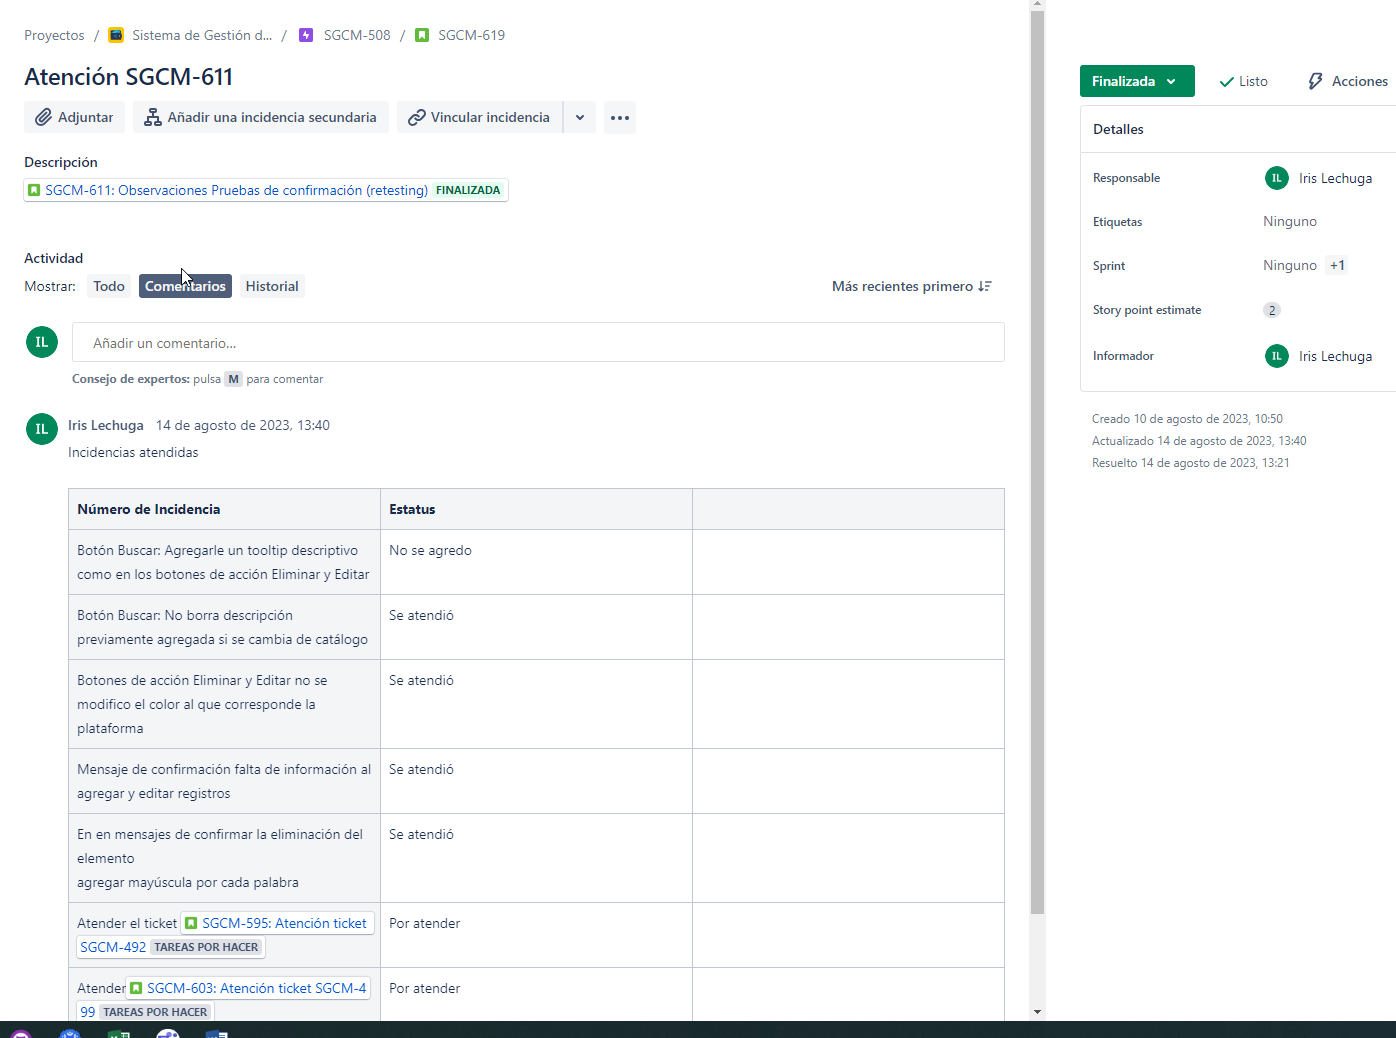 Proyectos / Sistema de Gestión d... / SGCM-508 / SGCM-619
Atención SGCM-611
Adjuntar Añadir una incidencia secundaria Vincular incidencia
Descripción
SGCM-611: Observaciones Pruebas de confirmación (retesting) FINALIZADA
Actividad
Mostrar: Todo Comentarios Historial Más recientes primero
IL Añadir un comentario...
Consejo de expertos: pulsa M para comentar
IL Iris Lechuga 14 de agosto de 2023, 13:40
Incidencias atendidas
Número de Incidencia Estatus
Botón Buscar: Agregarle un tooltip descriptivo No se agredo
como en los botones de acción Eliminar y Editar
Botón Buscar: No borra descripción Se atendió
previamente agregada si se cambia de catálogo
Botones de acción Eliminar y Editar no se Se atendió
modifico el color al que corresponde la
plataforma
Mensaje de confirmación falta de información al Se atendió
agregar y editar registros
En en mensajes de confirmar la eliminación del Se atendió
elemento
agregar mayúscula por cada palabra
Atender el ticket SGCM-595: Atención ticket Por atender
SGCM-492 TAREAS POR HACER
Atender SGCM-603: Atención ticket SGCM-4 Por atender
99 TAREAS POR HACER
Finalizada Listo Acciones
Detalles
Responsable IL Iris Lechuga
Etiquetas Ninguno
Sprint Ninguno +1
Story point estimate 2
Informador IL Iris Lechuga
Creado 10 de agosto de 2023, 10:50
Actualizado 14 de agosto de 2023, 13:40
Resuelto 14 de agosto de 2023, 13:21